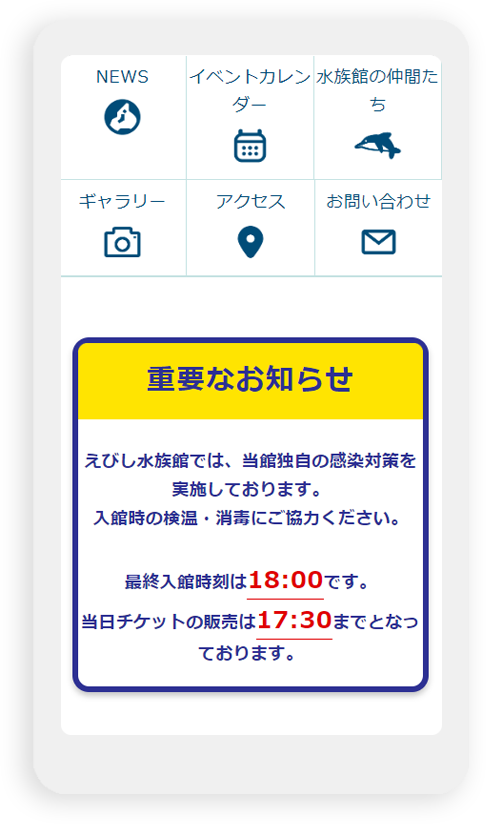 NEWS
イベントカレン
ダー
水族館の仲間た
ち
ギャラリー
アクセス
お問い合わせ
重要なお知らせ
えびし水族館では、当館独自の感染対策を
実施しております。
入館時の検温・消毒にご協力ください。
最終入館時刻は18:00です。
当日チケットの販売は17:30までとなっ
ております。